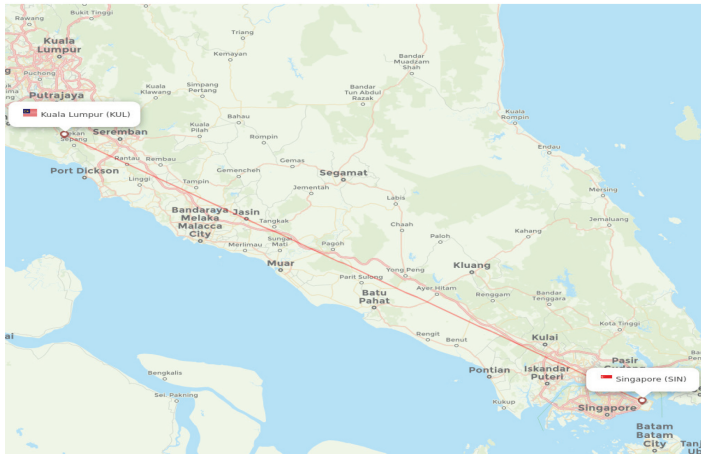 Rawang
Bukit Tinggi
Kuala
Lumpur
Triang
Kemayan
Bandar
Muadzam
Shah
Puchong
Putrajaya
Kuala
Klawang
Simpang
Pertang
Bandar
Tun Abdul
Razak
Kuala Lumpur (KUL)
Seremban
Kuala
Pilah
Bahau
Rompin
Kuala
Rompin
Sepang
Endau
Port Dickson
Rantau
Rembau
Linggi
Tampin
Gemencheh
Gemas
Segamat
Jementah
Labis
Mersing
Bandaraya
Melaka
Malacca
City
Jasin
Tangkak
Chaah
Paloh
Kahang
Jemaluang
Merlimau
Sungai
Mati
Pagoh
Muar
Parit Sulong
Yong Peng
Kluang
Batu
Pahat
Ayer Hitam
Renggam
Bandar
Tenggara
Rengit
Benut
Kulai
Kota Tinggi
Bengkalis
Sei. Pakning
Pontian
Iskandar
Puteri
Pasir
Singapore (SIN)
Kukup
Singapore
Batam
Batam
City